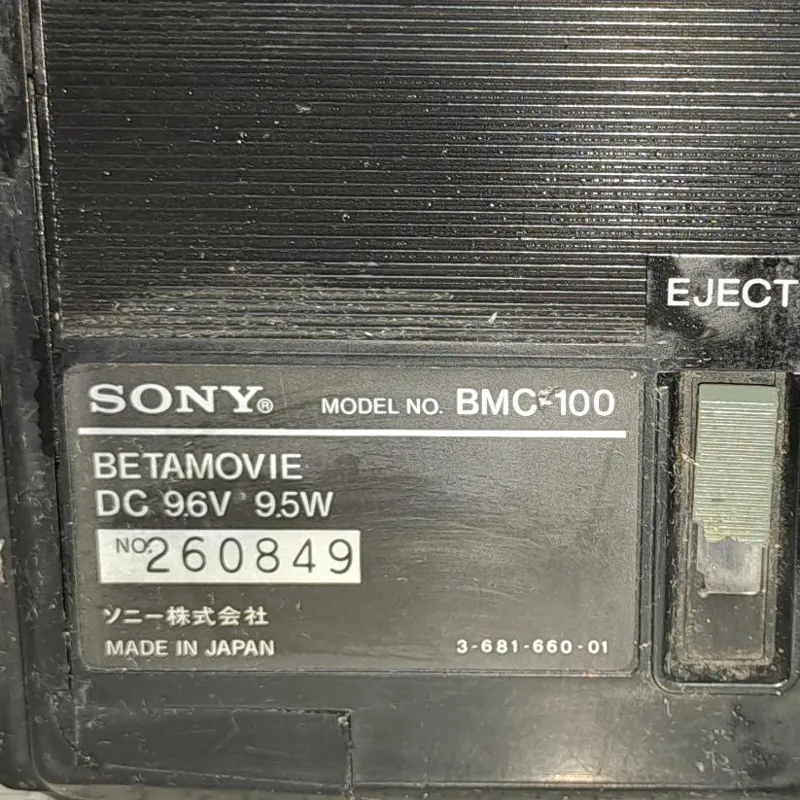 EJECT
SONY® MODEL NO. BMC-100
BETAMOVIE
DC 9.6V 9.5W
NO. 260849
ソニー株式会社
MADE IN JAPAN 3-681-660-01